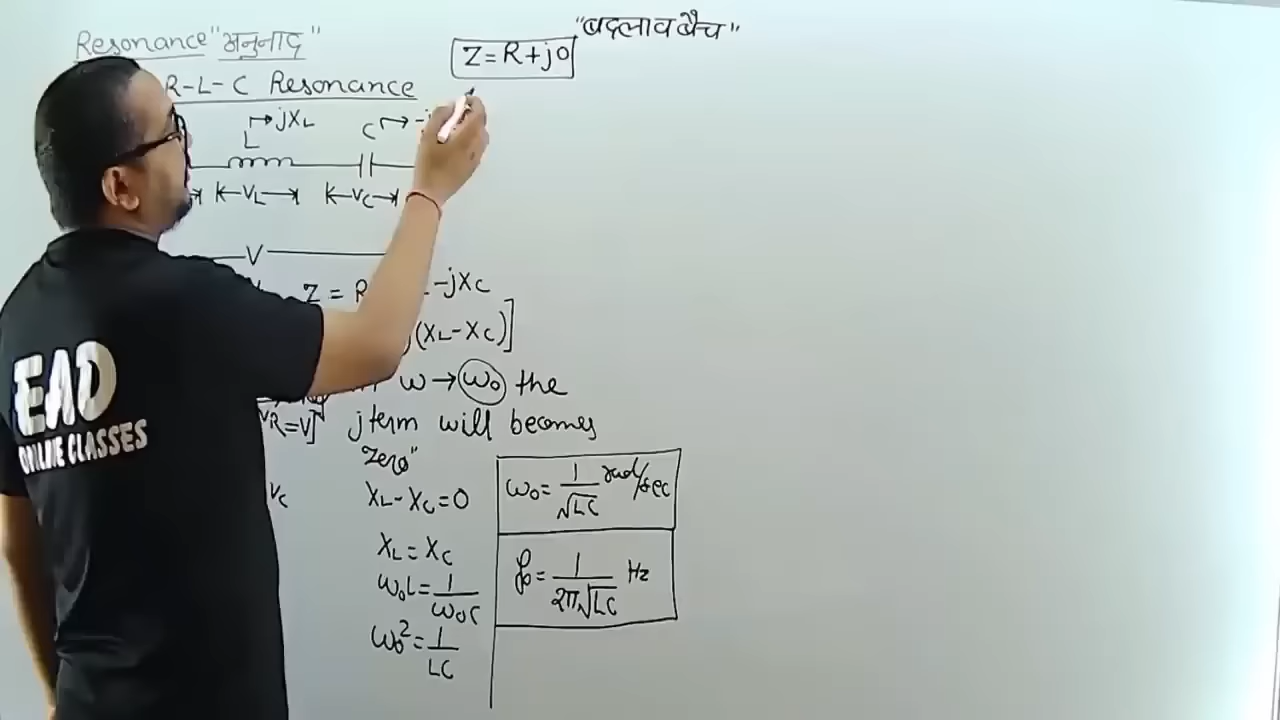 Resonance "अनुनाद"
"बदलाव बैच"
Z = R + j0
R-L-C Resonance
L jXL
C
VL VC
V
Z = -jXC
(XL - XC)]
ω → ω0 the
VR = V] j term will becomes
zero"
VC XL - XC = 0
XL = XC
ω0L = 1/ω0C
ω0² = 1/LC
ω0 = 1/√LC rad/sec
f0 = 1/2π√LC Hz
EAD
ONLINE CLASSES